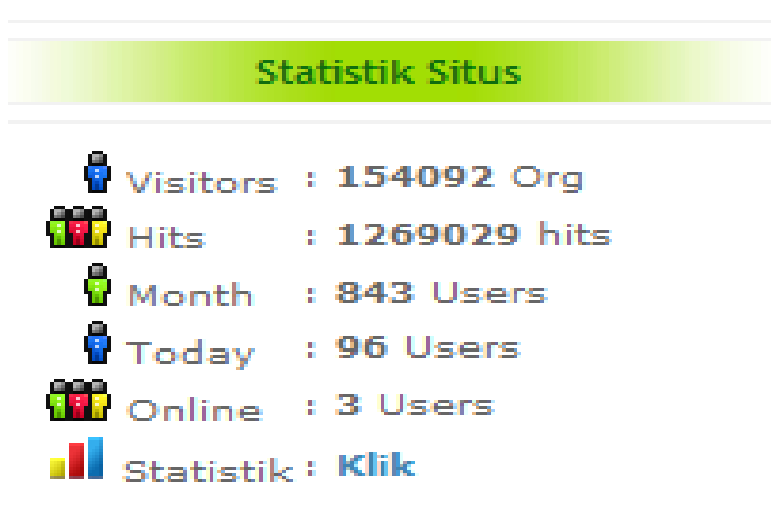 Statistik Situs
Visitors : 154092 Org
Hits : 1269029 hits
Month : 843 Users
Today : 96 Users
Online : 3 Users
Statistik : Klik